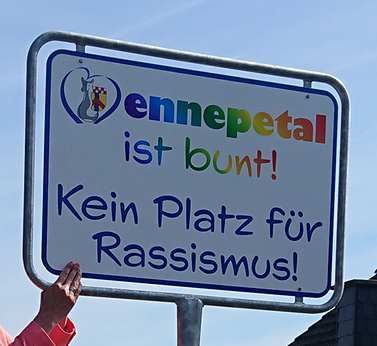 ennepetal
ist bunt!
Kein Platz für
Rassismus!